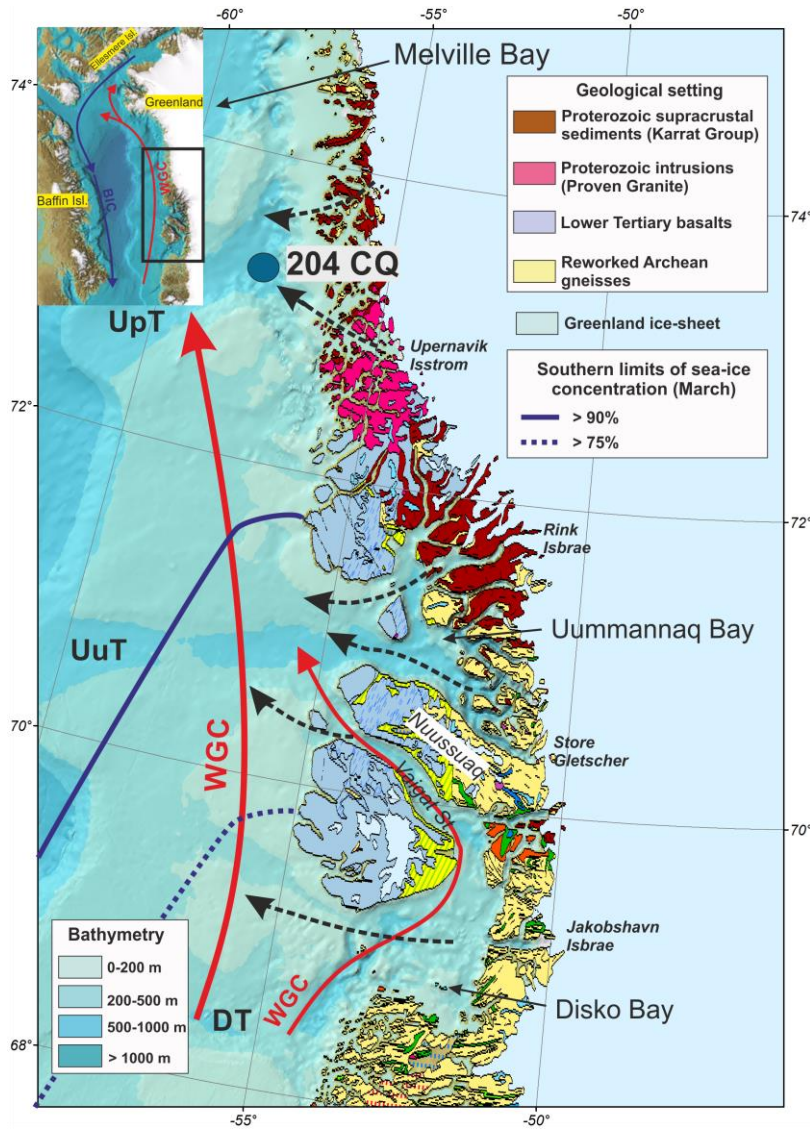 -60°
-55°
-50°
74°
Ellesmere Isl.
Greenland
Baffin Isl.
BIC
WGC
Melville Bay
Geological setting
Proterozoic supracrustal
sediments (Karrat Group)
Proterozoic intrusions
(Proven Granite)
Lower Tertiary basalts
Reworked Archean
gneisses
Greenland ice-sheet
74°
204 CQ
UpT
Upernavik
Isstrom
Southern limits of sea-ice
concentration (March)
> 90%
> 75%
72°
72°
Rink
Isbrae
UuT
Uummannaq Bay
70°
WGC
Nuussuaq
Vaigat St.
Store
Gletscher
70°
Bathymetry
0-200 m
200-500 m
500-1000 m
> 1000 m
Jakobshavn
Isbrae
WGC
DT
Disko Bay
68°
-55°
-50°